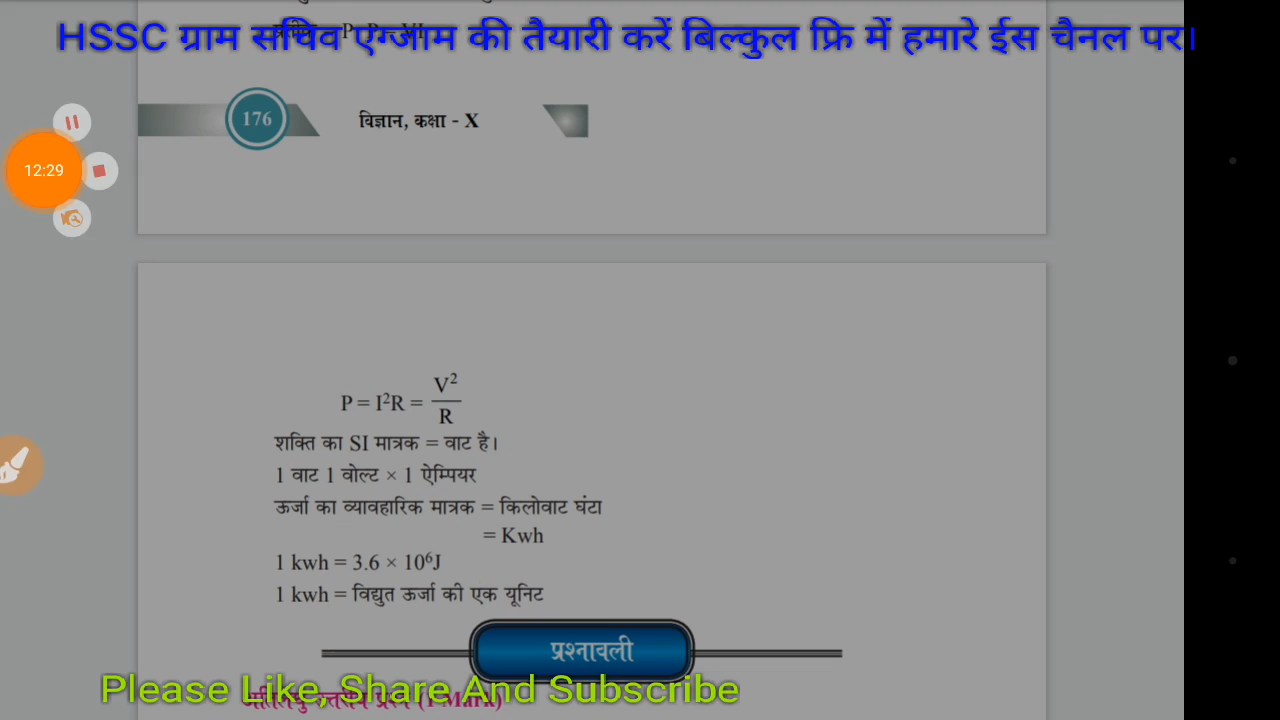 HSSC ग्राम सचिव एग्जाम की तैयारी करें बिल्कुल फ्रि में हमारे ईस चैनल पर।
176 विज्ञान, कक्षा - X
12:29
P = I²R = V²/R
शक्ति का SI मात्रक = वाट है।
1 वाट 1 वोल्ट × 1 ऐम्पियर
ऊर्जा का व्यावहारिक मात्रक = किलोवाट घंटा
= Kwh
1 kwh = 3.6 × 10⁶J
1 kwh = विद्युत ऊर्जा की एक यूनिट
प्रश्नावली
Please Like, Share And Subscribe